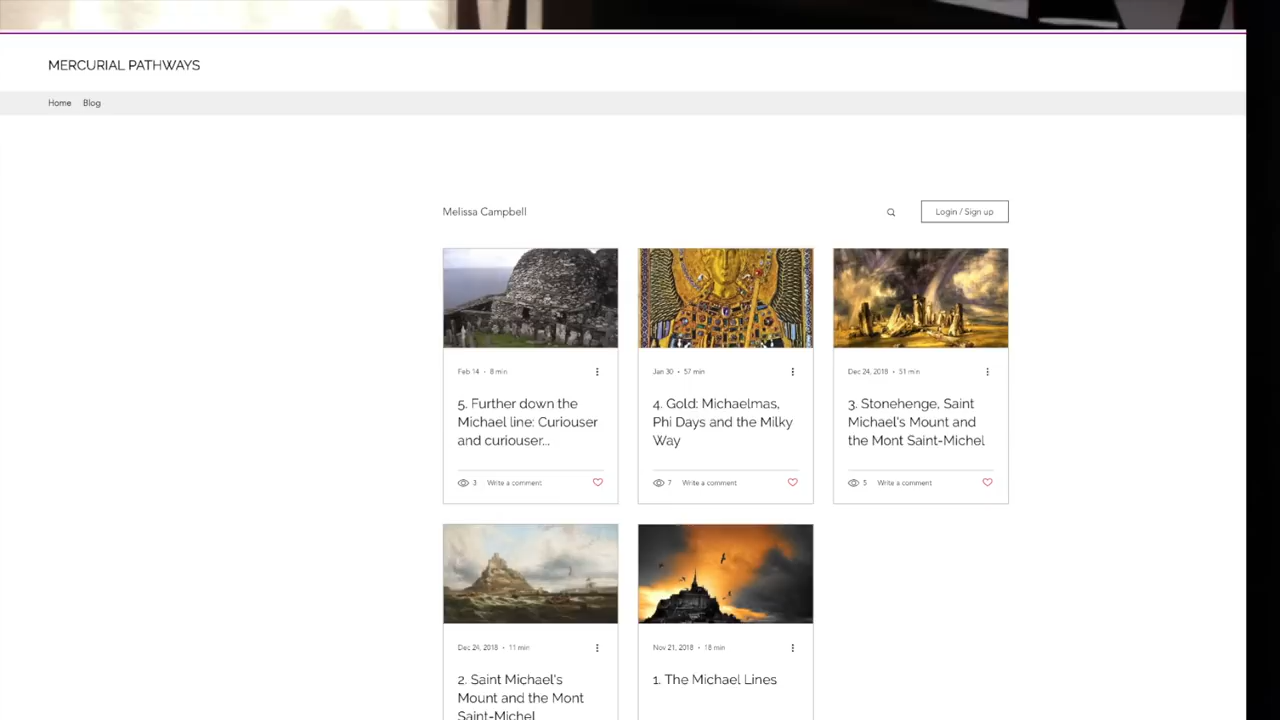 MERCURIAL PATHWAYS
Home Blog
Melissa Campbell
Login / Sign up
Feb 14 · 8 min
5. Further down the
Michael line: Curiouser
and curiouser...
3 Write a comment
Jan 30 · 57 min
4. Gold: Michaelmas,
Phi Days and the Milky
Way
7 Write a comment
Dec 24, 2018 · 51 min
3. Stonehenge, Saint
Michael's Mount and
the Mont Saint-Michel
5 Write a comment
Dec 24, 2018 · 11 min
2. Saint Michael's
Mount and the Mont
Saint-Michel
Nov 21, 2018 · 18 min
1. The Michael Lines